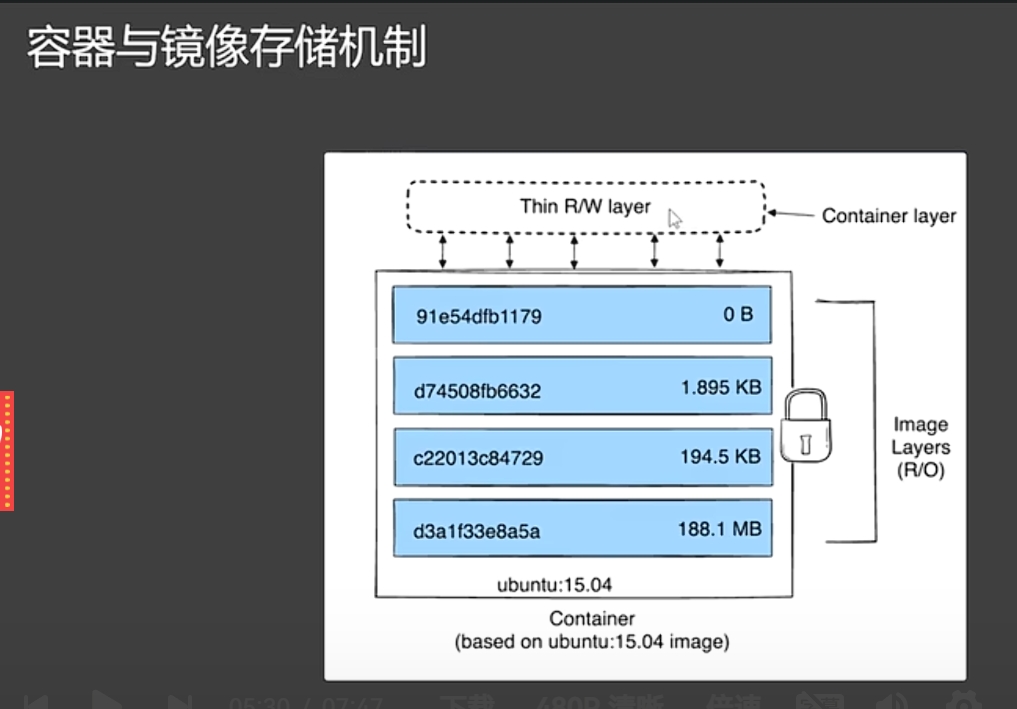 容器与镜像存储机制
Thin R/W layer
Container layer
91e54dfb1179 0 B
d74508fb6632 1.895 KB
c22013c84729 194.5 KB
d3a1f33e8a5a 188.1 MB
Image
Layers
(R/O)
ubuntu:15.04
Container
(based on ubuntu:15.04 image)
05:39 / 07:47 下载 480P 清晰 倍速